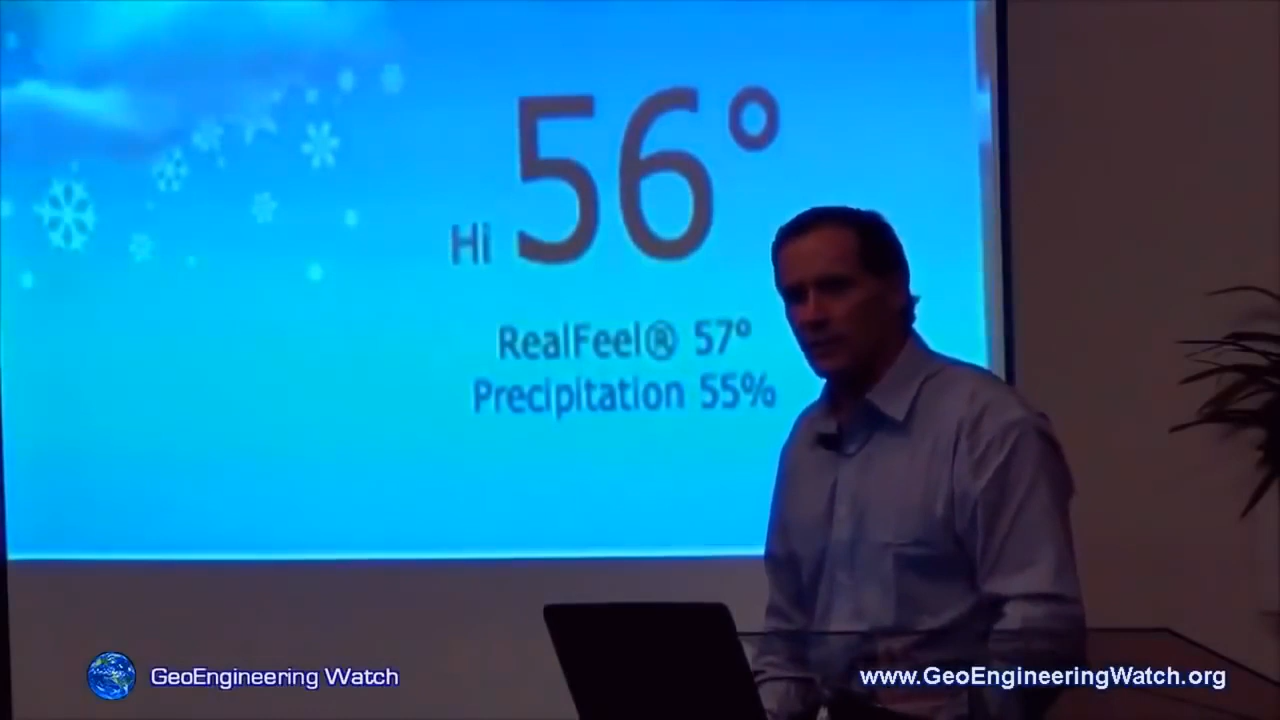 56°
Hi
RealFeel® 57°
Precipitation 55%
GeoEngineering Watch
www.GeoEngineeringWatch.org